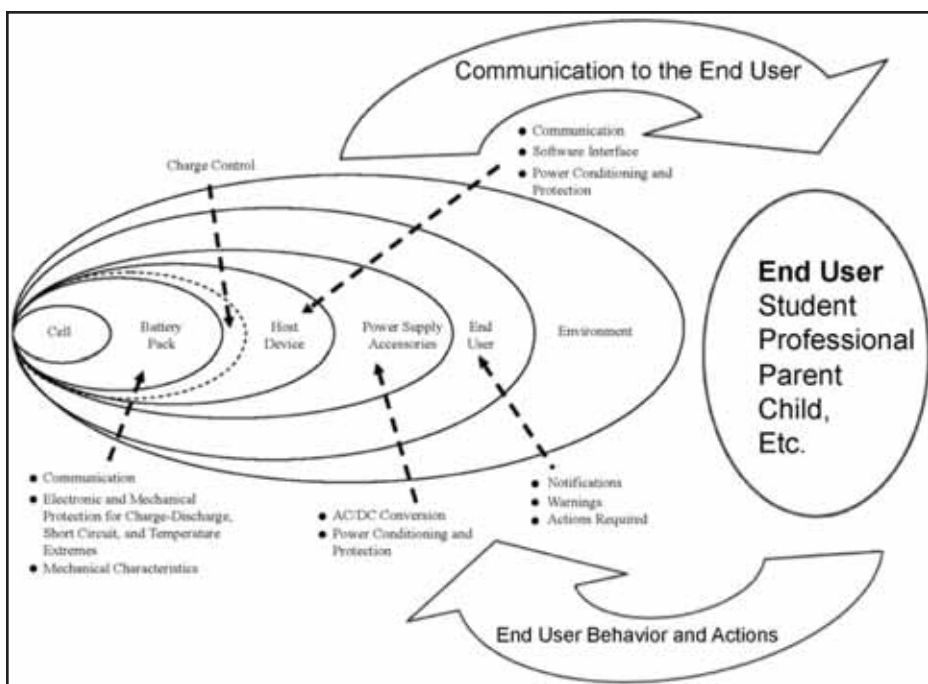 Communication to the End User
● Communication
● Software Interface
● Power Conditioning and
Protection
Charge Control
Cell
Battery
Pack
Host
Device
Power Supply
Accessories
End
User
Environment
End User
Student
Professional
Parent
Child,
Etc.
● Communication
● Electronic and Mechanical
Protection for Charge-Discharge,
Short Circuit, and Temperature
Extremes
● Mechanical Characteristics
● AC/DC Conversion
● Power Conditioning and
Protection
● Notifications
● Warnings
● Actions Required
End User Behavior and Actions